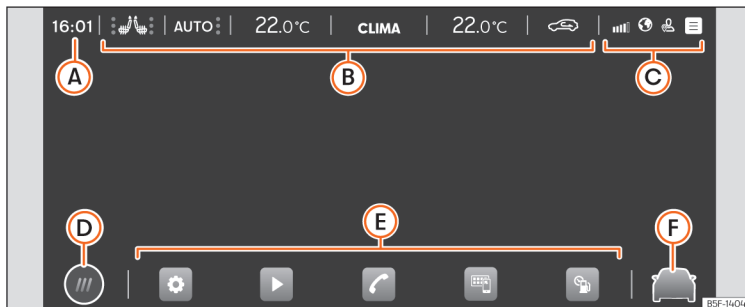 16:01 AUTO 22.0°C CLIMA 22.0°C
A B C
D E F
B5F-1404